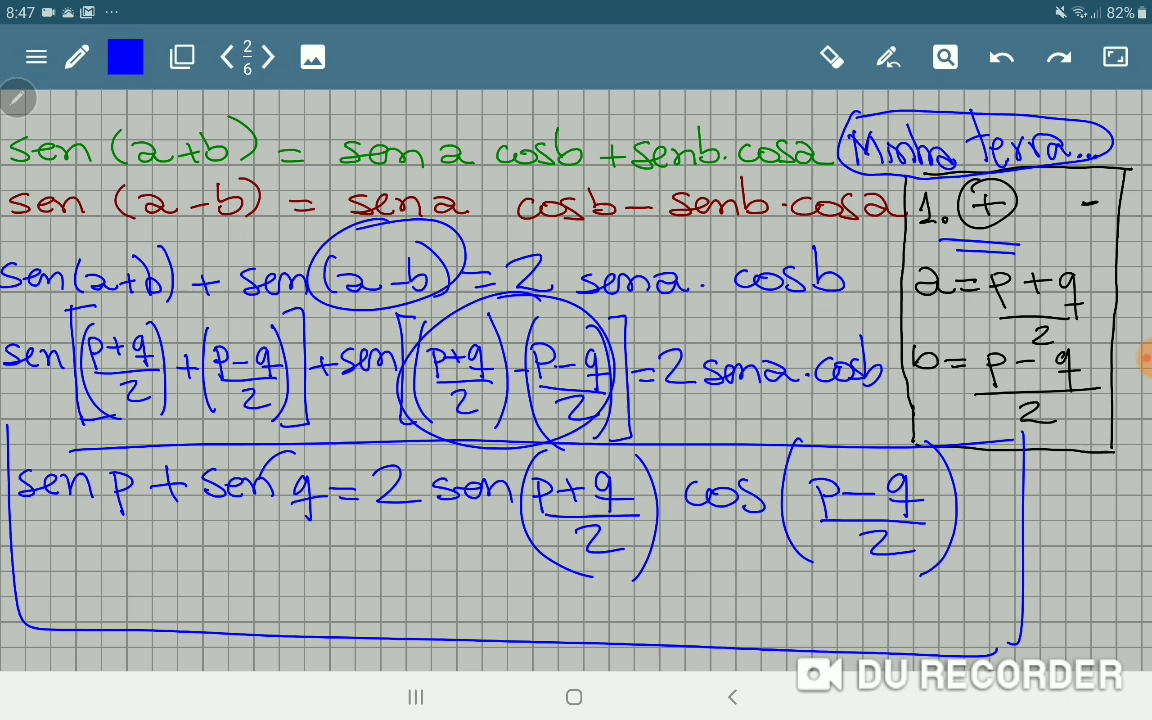 8:47 82%
2
6
sen (a+b) = sen a cosb + senb. cosa Minha terra...
sen (a-b) = sen a cosb - senb.cosa
1. + -
sen(a+b) + sen(a-b) = 2 sena. cosb
a = p+q/2
sen[(p+q/2)+(p-q/2)] + sen[(p+q/2)-(p-q/2)] = 2 sena.cosb
b = p-q/2
sen p + sen q = 2 sen(p+q/2) cos(p-q/2)
DU RECORDER